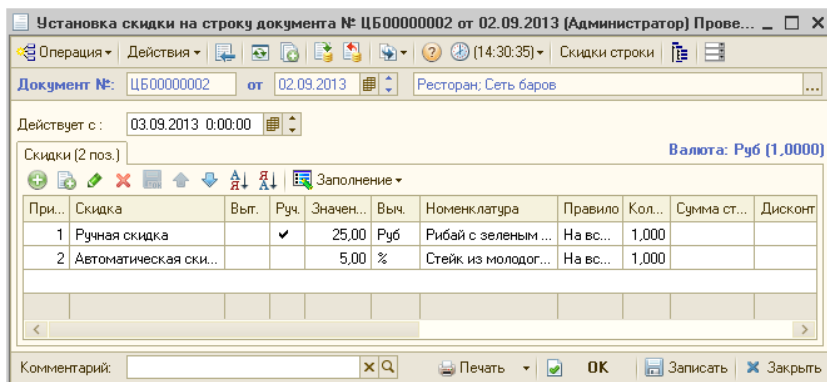 Установка скидки на строку документа № ЦБ00000002 от 02.09.2013 (Администратор) Прове...
Операция Действия (14:30:35) Скидки строки
Документ №: ЦБ00000002 от 02.09.2013 Ресторан; Сеть баров ...
Действует с : 03.09.2013 0:00:00
Скидки (2 поз.) Валюта: Руб (1,0000)
Заполнение
При... Скидка Выт. Руч. Значен... Выч. Номенклатура Правило Кол... Сумма ст... Дисконт
1 Ручная скидка ✔ 25,00 Руб Рибай с зеленым ... На вс... 1,000
2 Автоматическая ски... 5,00 % Стейк из молодог... На вс... 1,000
Комментарий: Печать OK Записать Закрыть